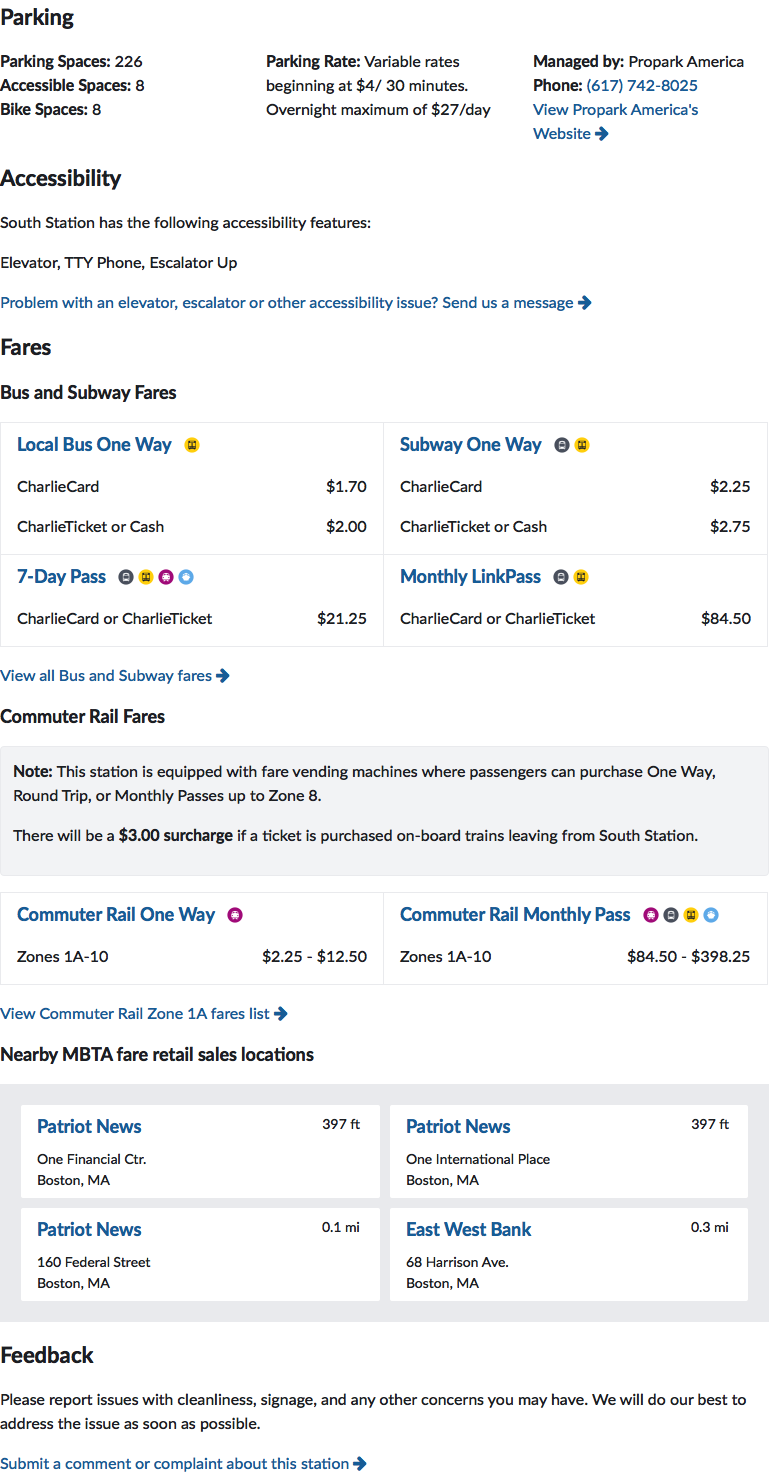 Parking
Parking Spaces: 226
Accessible Spaces: 8
Bike Spaces: 8
Parking Rate: Variable rates
beginning at $4/ 30 minutes.
Overnight maximum of $27/day
Managed by: Propark America
Phone: (617) 742-8025
View Propark America's
Website
Accessibility
South Station has the following accessibility features:
Elevator, TTY Phone, Escalator Up
Problem with an elevator, escalator or other accessibility issue? Send us a message
Fares
Bus and Subway Fares
Local Bus One Way
CharlieCard $1.70
CharlieTicket or Cash $2.00
Subway One Way
CharlieCard $2.25
CharlieTicket or Cash $2.75
7-Day Pass
CharlieCard or CharlieTicket $21.25
Monthly LinkPass
CharlieCard or CharlieTicket $84.50
View all Bus and Subway fares
Commuter Rail Fares
Note: This station is equipped with fare vending machines where passengers can purchase One Way,
Round Trip, or Monthly Passes up to Zone 8.
There will be a $3.00 surcharge if a ticket is purchased on-board trains leaving from South Station.
Commuter Rail One Way
Zones 1A-10 $2.25 - $12.50
Commuter Rail Monthly Pass
Zones 1A-10 $84.50 - $398.25
View Commuter Rail Zone 1A fares list
Nearby MBTA fare retail sales locations
Patriot News 397 ft
One Financial Ctr.
Boston, MA
Patriot News 397 ft
One International Place
Boston, MA
Patriot News 0.1 mi
160 Federal Street
Boston, MA
East West Bank 0.3 mi
68 Harrison Ave.
Boston, MA
Feedback
Please report issues with cleanliness, signage, and any other concerns you may have. We will do our best to
address the issue as soon as possible.
Submit a comment or complaint about this station